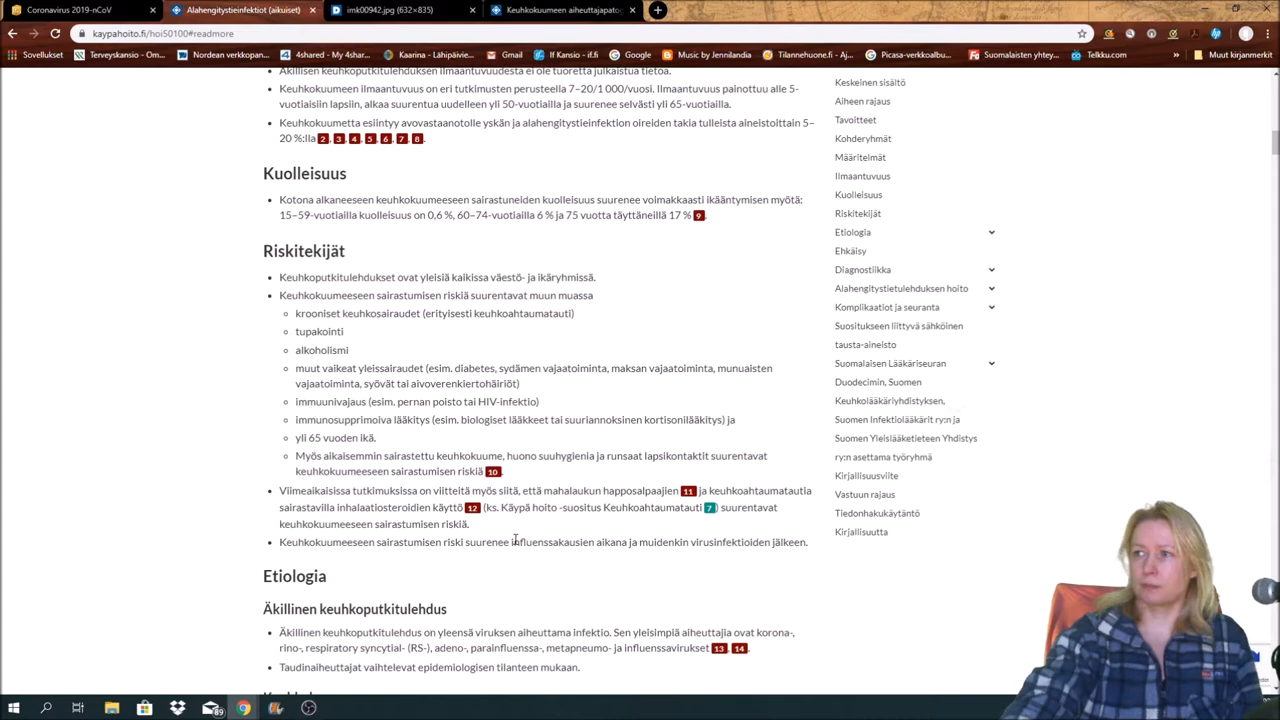 Coronavirus 2019-nCoV
Alahengitystieinfektiot (aikuiset)
imk00942.jpg (632×835)
Keuhkokuumeen aiheuttajapatog
kaypahoito.fi/hoi50100#readmore
Sovellukset
Nordean verkkopan...
4shared - My 4shar...
Kaarina - Lähipalvie...
Gmail
If Kansio - if.fi
Google
Music by Jennilandia
Tilannehuone.fi - Aj...
Picasa-verkkoalbu...
Suomalaisten yhtey...
Telkku.com
Muut kirjanmerkit
Äkillisen keuhkoputkitulehduksen ilmaantuvuudesta ei ole tuoretta julkaistua tietoa.
Keuhkokuumeen ilmaantuvuus on eri tutkimusten perusteella 7–20/1 000/vuosi. Ilmaantuvuus painottuu alle 5-
vuotiaisiin lapsiin, alkaa suurentua uudelleen yli 50-vuotiailla ja suurenee selvästi yli 65-vuotiailla.
Keuhkokuumetta esiintyy avovastaanotolle yskän ja alahengitystieinfektion oireiden takia tulleista aineistoittain 5–
20 %:lla 2, 3, 4, 5, 6, 7, 8.
Kuolleisuus
Kotona alkaneeseen keuhkokuumeeseen sairastuneiden kuolleisuus suurenee voimakkaasti ikääntymisen myötä:
15–59-vuotiailla kuolleisuus on 0,6 %, 60–74-vuotiailla 6 % ja 75 vuotta täyttäneillä 17 % 9.
Riskitekijät
Keuhkoputkitulehdukset ovat yleisiä kaikissa väestö- ja ikäryhmissä.
Keuhkokuumeeseen sairastumisen riskiä suurentavat muun muassa
krooniset keuhkosairaudet (erityisesti keuhkoahtaumatauti)
tupakointi
alkoholismi
muut vaikeat yleissairaudet (esim. diabetes, sydämen vajaatoiminta, maksan vajaatoiminta, munuaisten
vajaatoiminta, syövät tai aivoverenkiertohäiriöt)
immuunivajaus (esim. pernan poisto tai HIV-infektio)
immunosuprimoiva lääkitys (esim. biologiset lääkkeet tai suuriannoksinen kortisonilääkitys) ja
yli 65 vuoden ikä.
Myös aikaisemmin sairastettu keuhkokuume, huono suuhygienia ja runsaat lapsikontaktit suurentavat
keuhkokuumeeseen sairastumisen riskiä 10.
Viimeaikaisissa tutkimuksissa on viitteitä myös siitä, että mahalaukun happosalpaajien 11 ja keuhkoahtaumatautia
sairastavilla inhalaatiosteroidien käyttö 12 (ks. Käypä hoito -suositus Keuhkoahtaumatauti 7) suurentavat
keuhkokuumeeseen sairastumisen riskiä.
Keuhkokuumeeseen sairastumisen riski suurenee influenssakausien aikana ja muidenkin virusinfektioiden jälkeen.
Etiologia
Äkillinen keuhkoputkitulehdus
Äkillinen keuhkoputkitulehdus on yleensä viruksen aiheuttama infektio. Sen yleisimpiä aiheuttajia ovat korona-,
rino-, respiratory syncytial- (RS-), adeno-, parainfluenssa-, metapneumo- ja influenssavirukset 13, 14.
Taudinaiheuttajat vaihtelevat epidemiologisen tilanteen mukaan.
Keskeinen sisältö
Aiheen rajaus
Tavoitteet
Kohderyhmät
Määritelmät
Ilmaantuvuus
Kuolleisuus
Riskitekijät
Etiologia
Ehkäisy
Diagnostiikka
Alahengitystietulehduksen hoito
Komplikaatiot ja seuranta
Suositukseen liittyvä sähköinen
tausta-aineisto
Suomalaisen Lääkäriseuran
Duodecimin, Suomen
Keuhkolääkäriyhdistyksen,
Suomen Infektiolääkärit ry:n ja
Suomen Yleislääketieteen Yhdistys
ry:n asettama työryhmä
Kirjallisuusviite
Vastuun rajaus
Tiedonhakukäytäntö
Kirjallisuutta
89